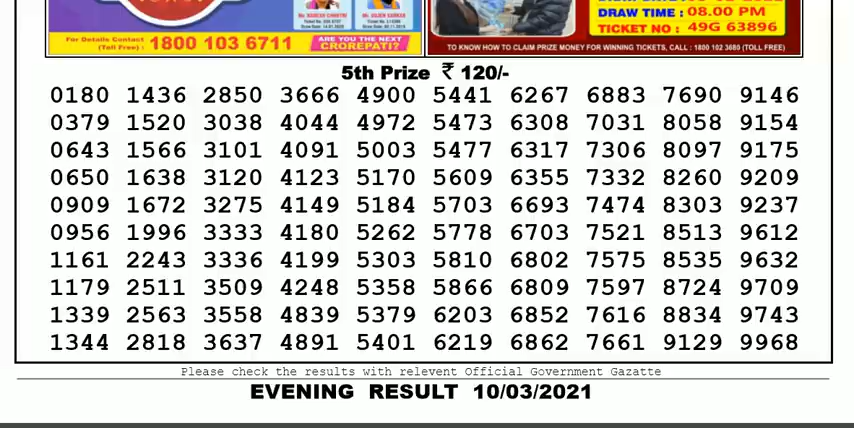 For Details Contact
(Toll Free) : 1800 103 6711
ARE YOU THE NEXT
CROREPATI?
DRAW TIME : 08.00 PM
TICKET NO : 49G 63896
TO KNOW HOW TO CLAIM PRIZE MONEY FOR WINNING TICKETS, CALL : 1800 102 3680 (TOLL FREE)
5th Prize ₹ 120/-
0180 1436 2850 3666 4900 5441 6267 6883 7690 9146
0379 1520 3038 4044 4972 5473 6308 7031 8058 9154
0643 1566 3101 4091 5003 5477 6317 7306 8097 9175
0650 1638 3120 4123 5170 5609 6355 7332 8260 9209
0909 1672 3275 4149 5184 5703 6693 7474 8303 9237
0956 1996 3333 4180 5262 5778 6703 7521 8513 9612
1161 2243 3336 4199 5303 5810 6802 7575 8535 9632
1179 2511 3509 4248 5358 5866 6809 7597 8724 9709
1339 2563 3558 4839 5379 6203 6852 7616 8834 9743
1344 2818 3637 4891 5401 6219 6862 7661 9129 9968
Please check the results with relevent Official Government Gazatte
EVENING RESULT 10/03/2021